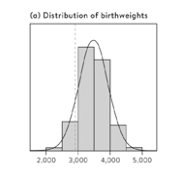 (a) Distribution of birthweights
2,000 3,000 4,000 5,000